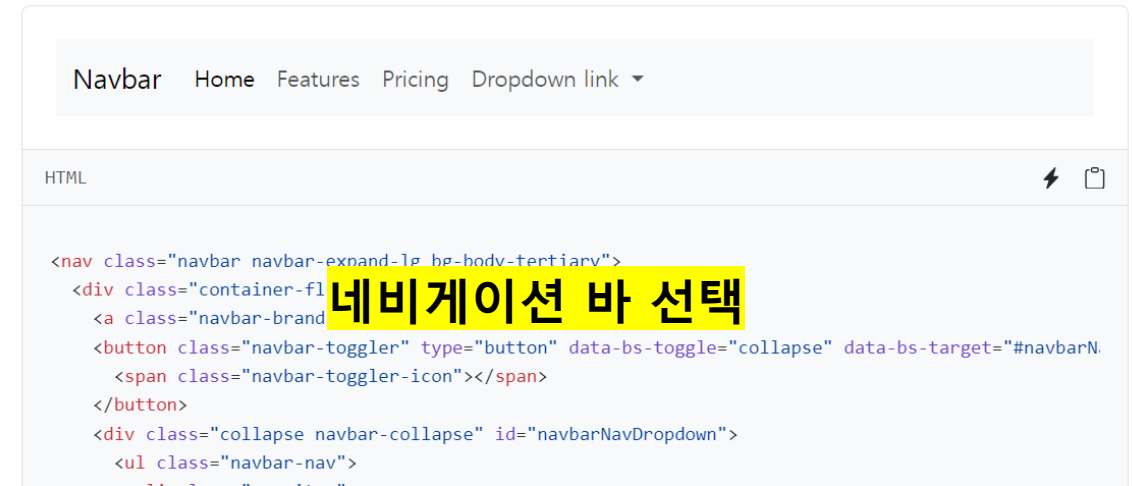 Navbar Home Features Pricing Dropdown link
HTML
<nav class="navbar navbar-expand-lg bg-body-tertiary">
<div class="container-fl
네비게이션 바 선택
<a class="navbar-brand
<button class="navbar-toggler" type="button" data-bs-toggle="collapse" data-bs-target="#navbarN
<span class="navbar-toggler-icon"></span>
</button>
<div class="collapse navbar-collapse" id="navbarNavDropdown">
<ul class="navbar-nav">